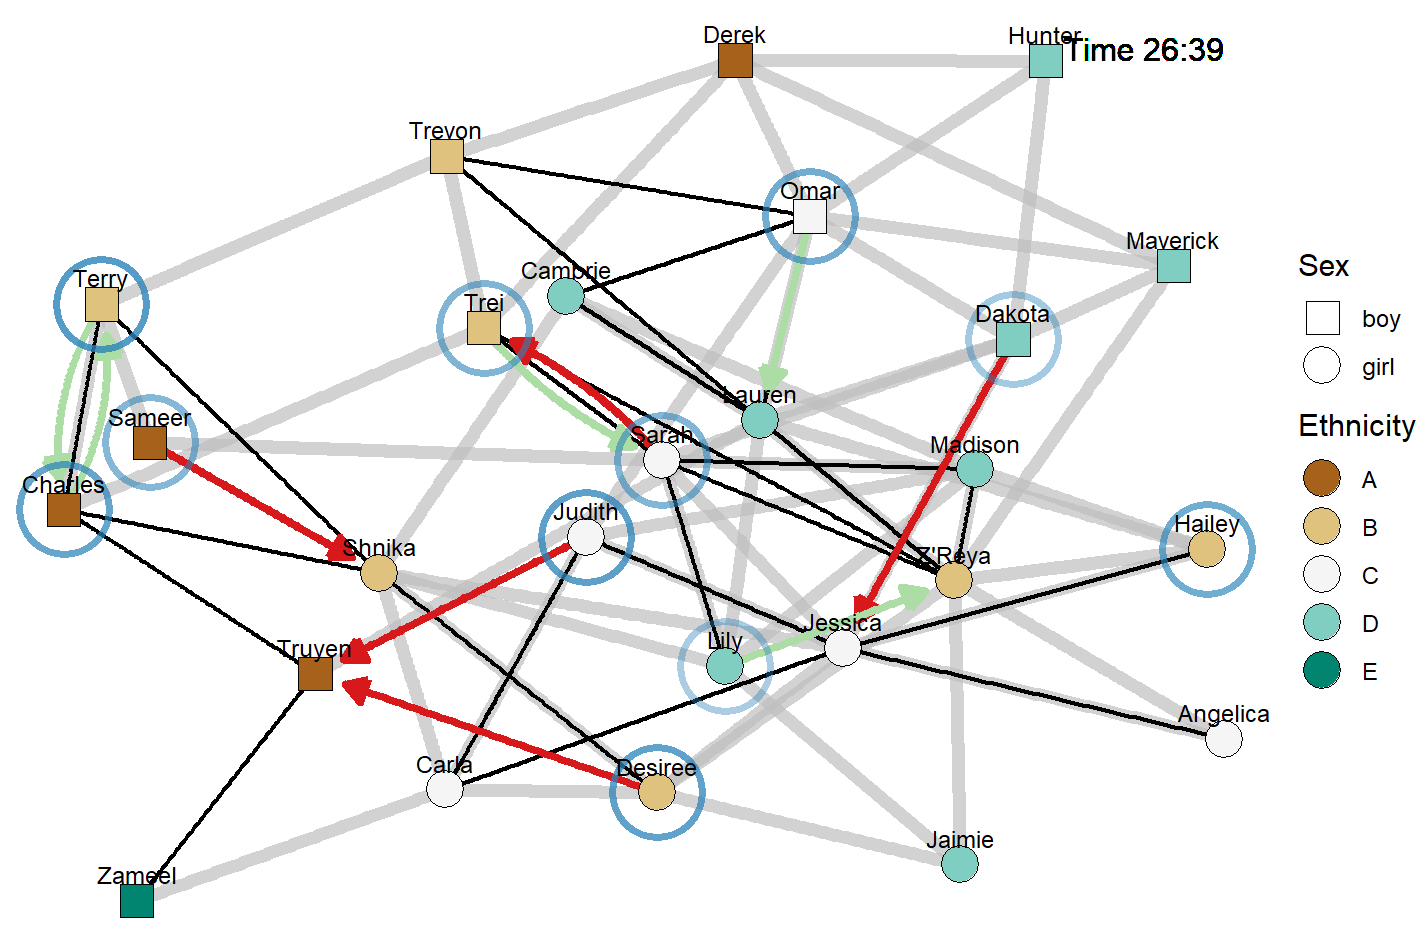 Derek
Hunter
Time 26:39
Trevon
Omar
Maverick
Cambrie
Terry
Trei
Dakota
Sex
boy
girl
Lauren
Sameer
Sarah
Madison
Ethnicity
Charles
A
Judith
Hailey
B
Shnika
Z'Reya
C
Jessica
D
Truyen
Lily
E
Angelica
Carla
Desiree
Jaimie
Zameel